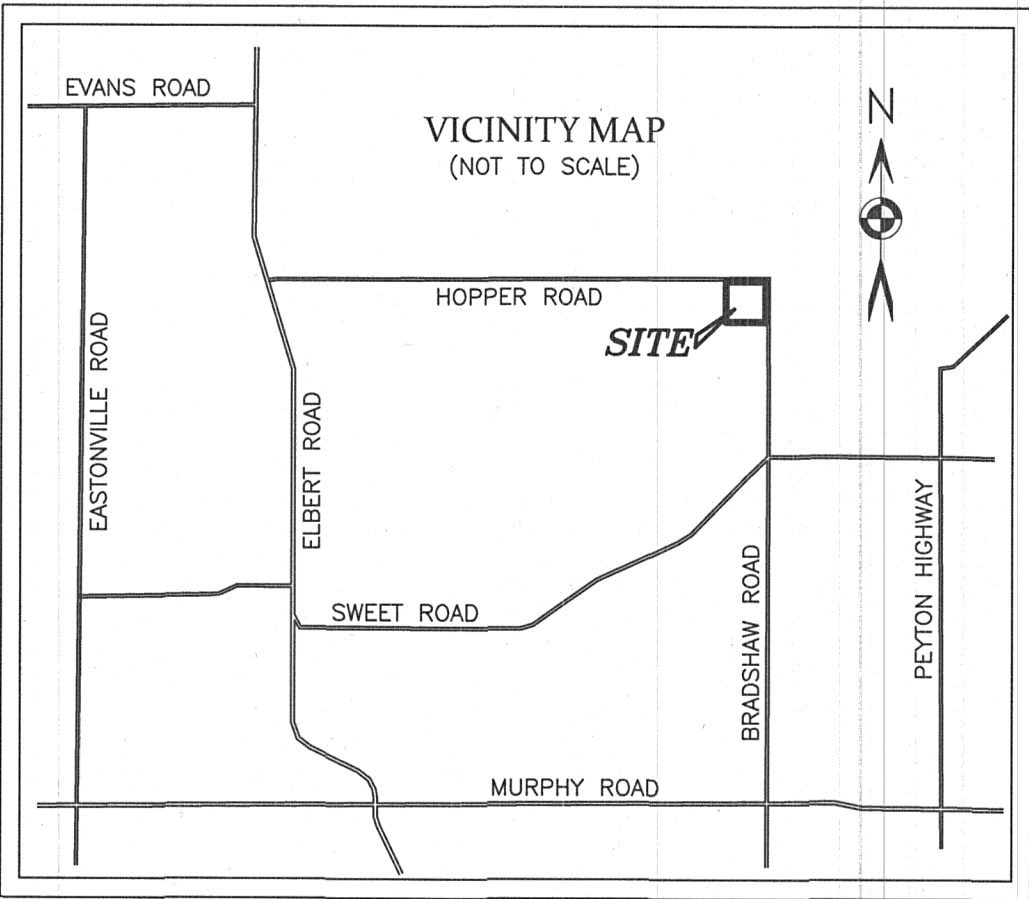 EVANS ROAD
VICINITY MAP
(NOT TO SCALE)
N
HOPPER ROAD
SITE
EASTONVILLE ROAD
ELBERT ROAD
SWEET ROAD
BRADSHAW ROAD
PEYTON HIGHWAY
MURPHY ROAD